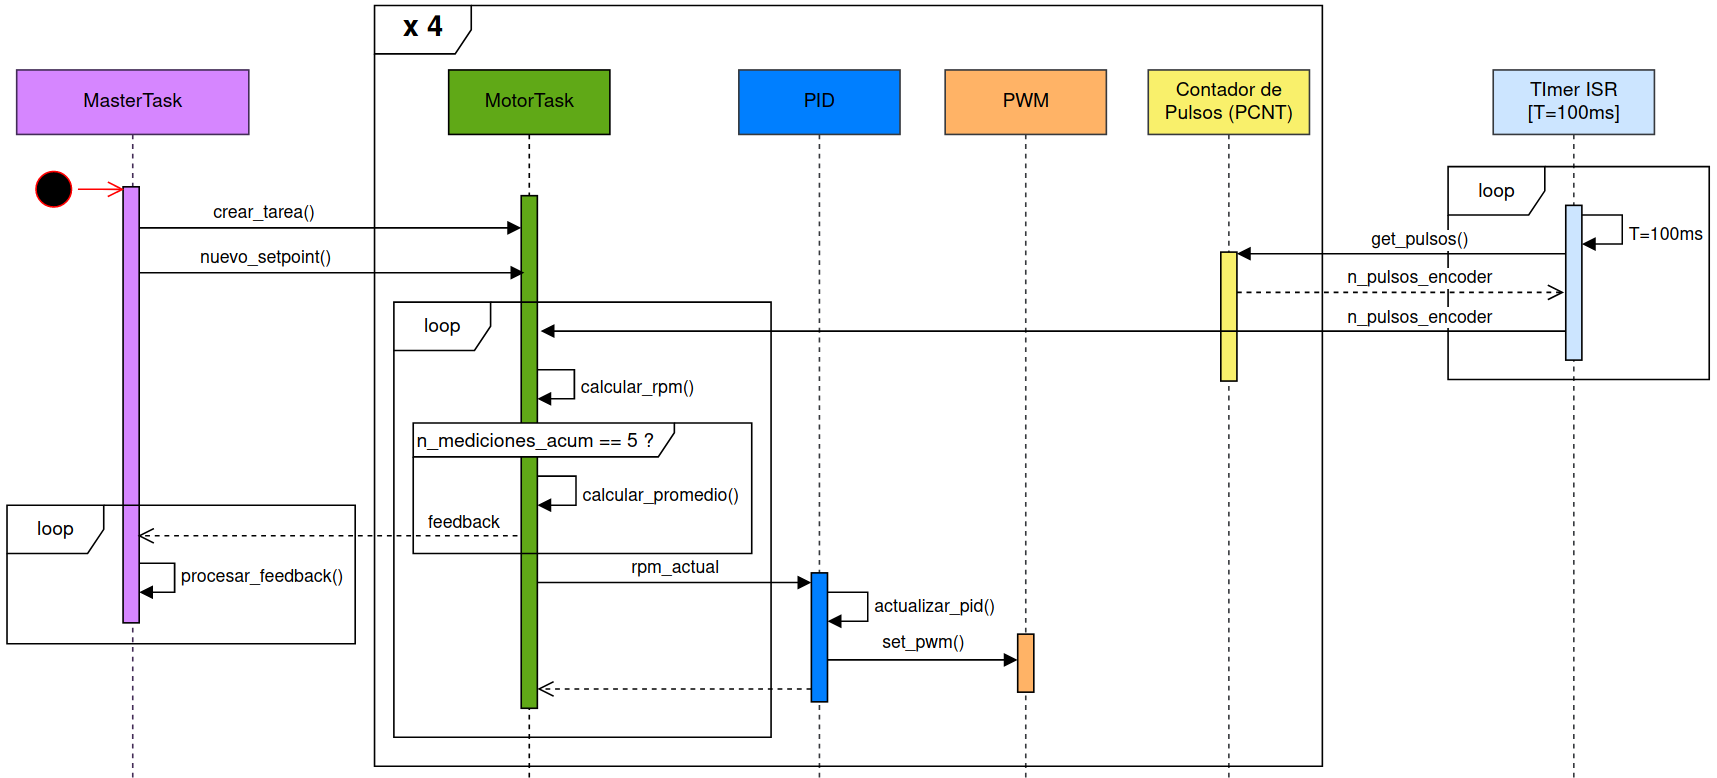 x 4
MasterTask
MotorTask
PID
PWM
Contador de
Pulsos (PCNT)
TImer ISR
[T=100ms]
loop
crear_tarea()
T=100ms
get_pulsos()
nuevo_setpoint()
n_pulsos_encoder
n_pulsos_encoder
loop
calcular_rpm()
n_mediciones_acum == 5 ?
calcular_promedio()
feedback
loop
rpm_actual
procesar_feedback()
actualizar_pid()
set_pwm()